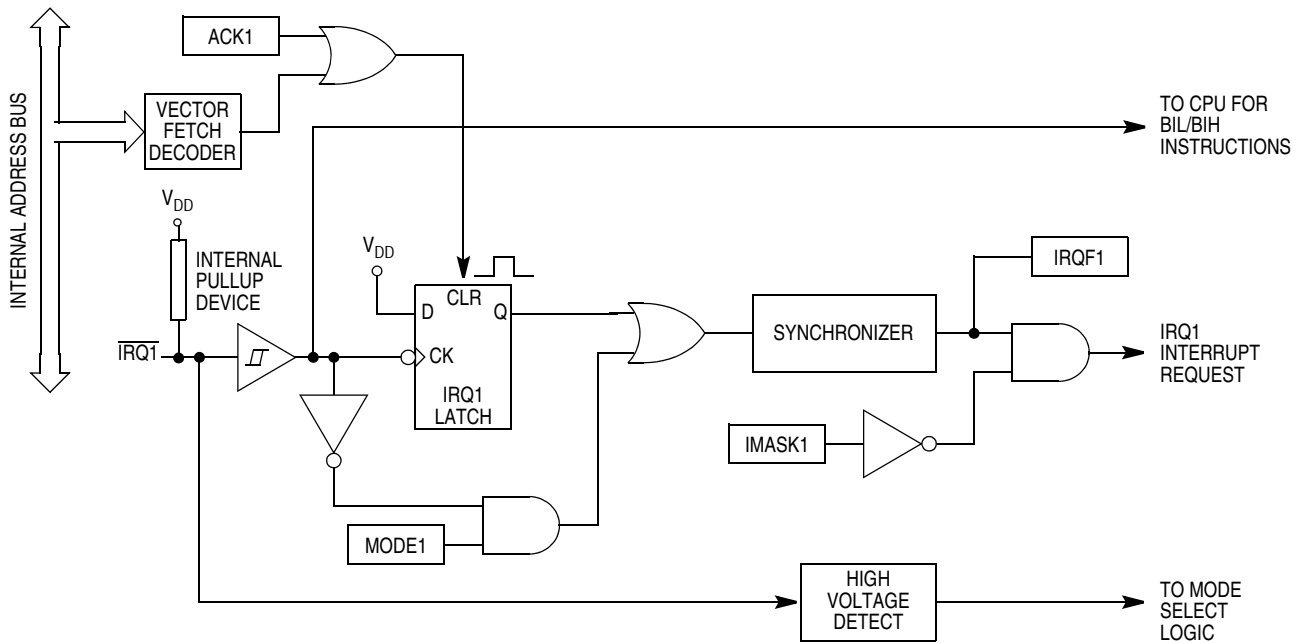 ACK1
INTERNAL ADDRESS BUS
VECTOR
FETCH
DECODER
TO CPU FOR
BIL/BIH
INSTRUCTIONS
VDD
INTERNAL
PULLUP
DEVICE
VDD
CLR
D
Q
CK
IRQ1
LATCH
IRQ1
SYNCHRONIZER
IRQF1
IRQ1
INTERRUPT
REQUEST
IMASK1
MODE1
HIGH
VOLTAGE
DETECT
TO MODE
SELECT
LOGIC